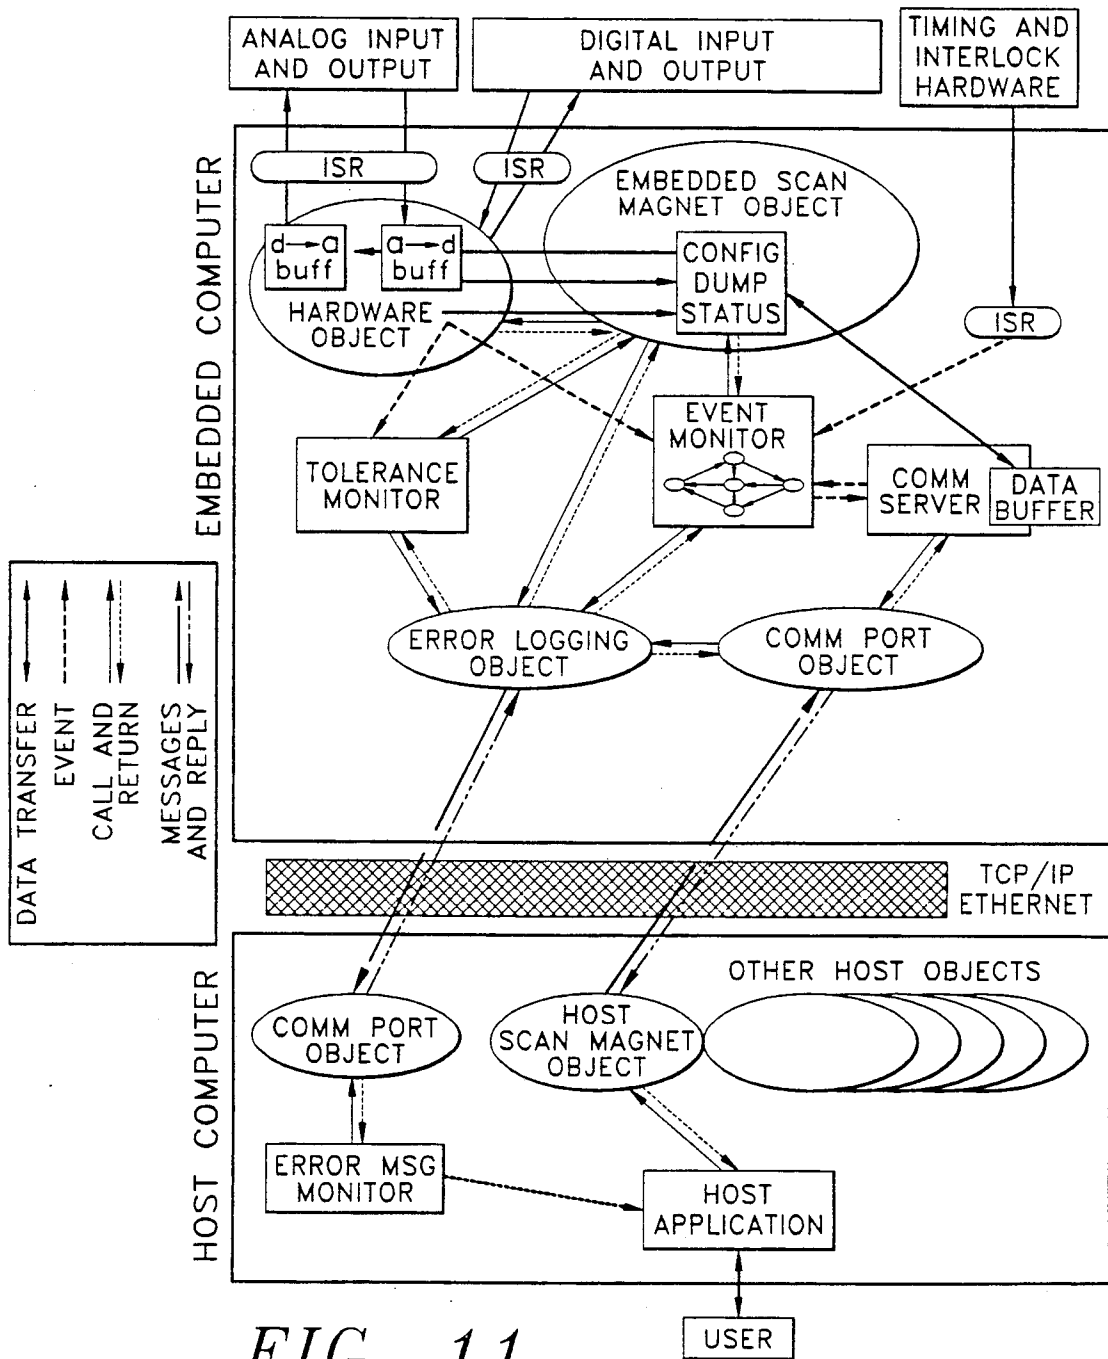 ANALOG INPUT
AND OUTPUT
DIGITAL INPUT
AND OUTPUT
TIMING AND
INTERLOCK
HARDWARE
EMBEDDED COMPUTER
ISR
ISR
EMBEDDED SCAN
MAGNET OBJECT
d→a
buff
a→d
buff
HARDWARE
OBJECT
CONFIG
DUMP
STATUS
ISR
TOLERANCE
MONITOR
EVENT
MONITOR
COMM
SERVER
DATA
BUFFER
ERROR LOGGING
OBJECT
COMM PORT
OBJECT
DATA TRANSFER
EVENT
CALL AND
RETURN
MESSAGES
AND REPLY
TCP/IP
ETHERNET
HOST COMPUTER
COMM PORT
OBJECT
HOST
SCAN MAGNET
OBJECT
OTHER HOST OBJECTS
ERROR MSG
MONITOR
HOST
APPLICATION
USER
FIG. 11